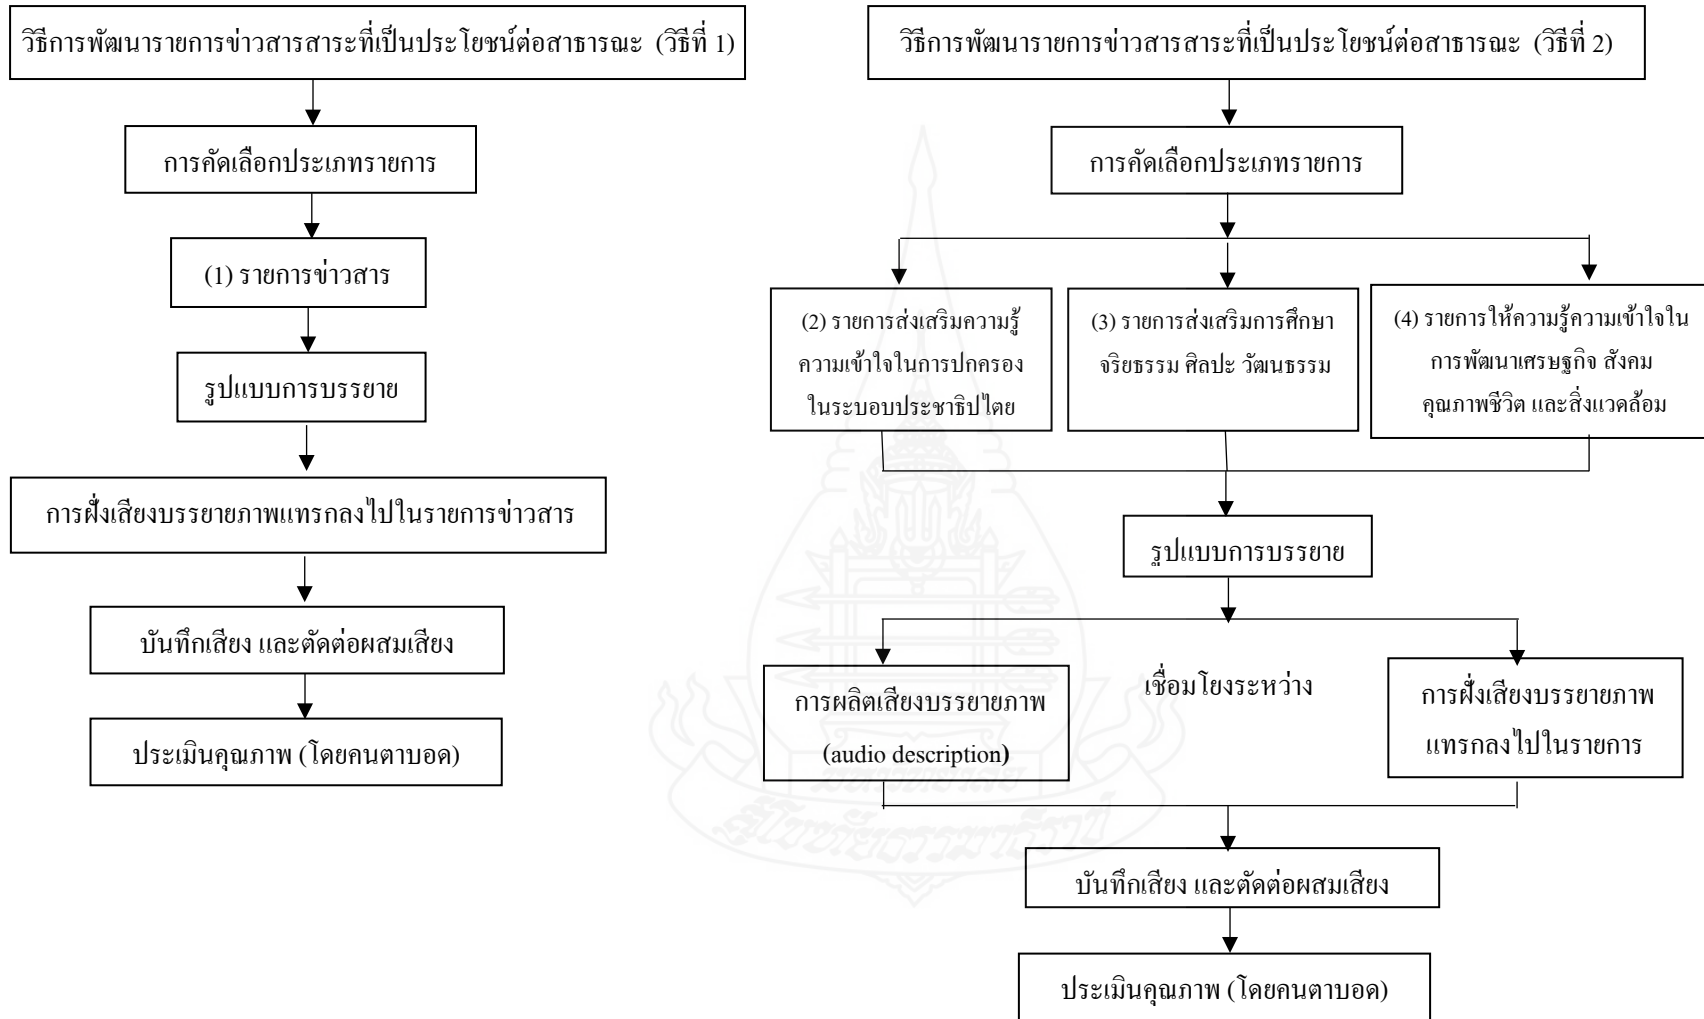 วิธีการพัฒนารายการข่าวสารสาระที่เป็นประโยชน์ต่อสาธารณะ (วิธีที่ 1)
การคัดเลือกประเภทรายการ
(1) รายการข่าวสาร
รูปแบบการบรรยาย
การฝั่งเสียงบรรยายภาพแทรกลงไปในรายการข่าวสาร
บันทึกเสียง และตัดต่อผสมเสียง
ประเมินคุณภาพ (โดยคนตาบอด)
วิธีการพัฒนารายการข่าวสารสาระที่เป็นประโยชน์ต่อสาธารณะ (วิธีที่ 2)
การคัดเลือกประเภทรายการ
(2) รายการส่งเสริมความรู้
ความเข้าใจในการปกครอง
ในระบอบประชาธิปไตย
(3) รายการส่งเสริมการศึกษา
จริยธรรม ศิลปะ วัฒนธรรม
(4) รายการให้ความรู้ความเข้าใจใน
การพัฒนาเศรษฐกิจ สังคม
คุณภาพชีวิต และสิ่งแวดล้อม
รูปแบบการบรรยาย
การผลิตเสียงบรรยายภาพ
(audio description)
เชื่อมโยงระหว่าง
การฝั่งเสียงบรรยายภาพ
แทรกลงไปในรายการ
บันทึกเสียง และตัดต่อผสมเสียง
ประเมินคุณภาพ (โดยคนตาบอด)
มหาวิทยาลัย
สุโขทัยธรรมาธิราช